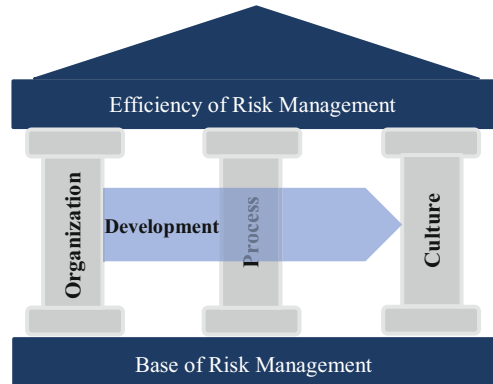 Efficiency of Risk Management
Organization
Development
Process
Culture
Base of Risk Management